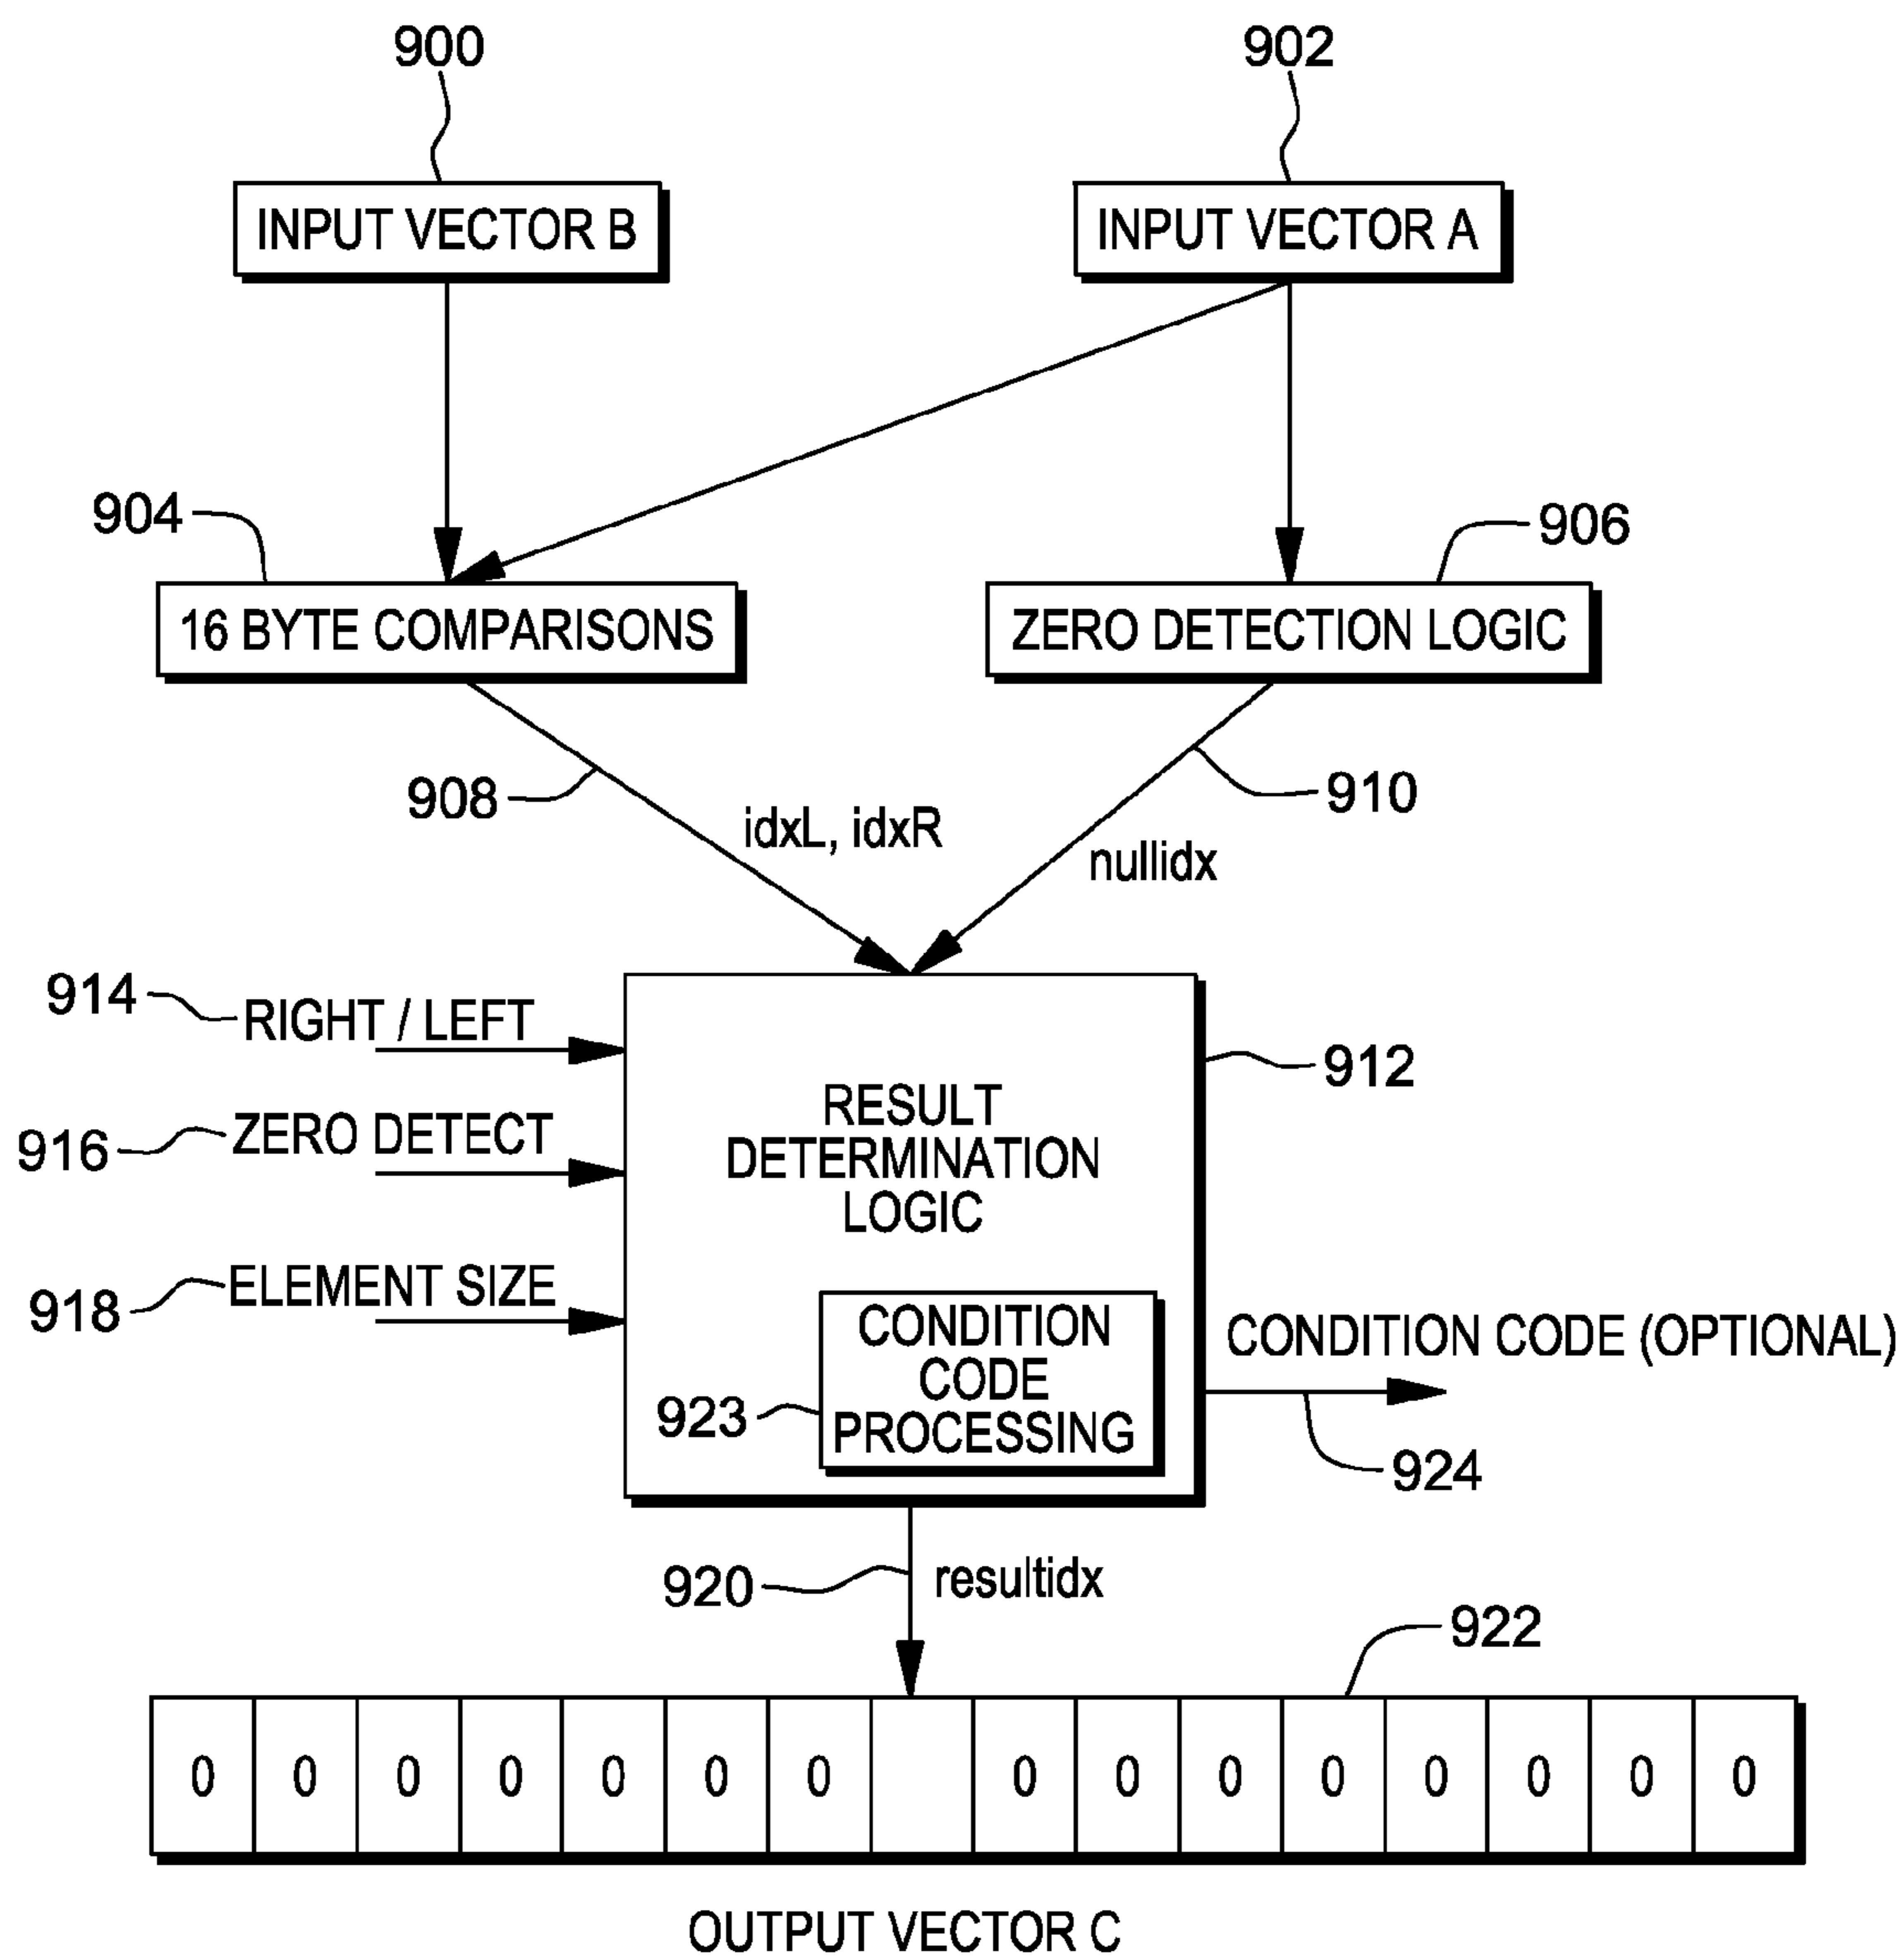 900
902
INPUT VECTOR B
INPUT VECTOR A
904
906
16 BYTE COMPARISONS
ZERO DETECTION LOGIC
908
910
idxL, idxR
nullidx
914
RIGHT / LEFT
912
RESULT
DETERMINATION
LOGIC
916
ZERO DETECT
918
ELEMENT SIZE
CONDITION
CODE
PROCESSING
923
CONDITION CODE (OPTIONAL)
924
920
resultidx
922
0 0 0 0 0 0 0 0 0 0 0 0 0 0 0
OUTPUT VECTOR C